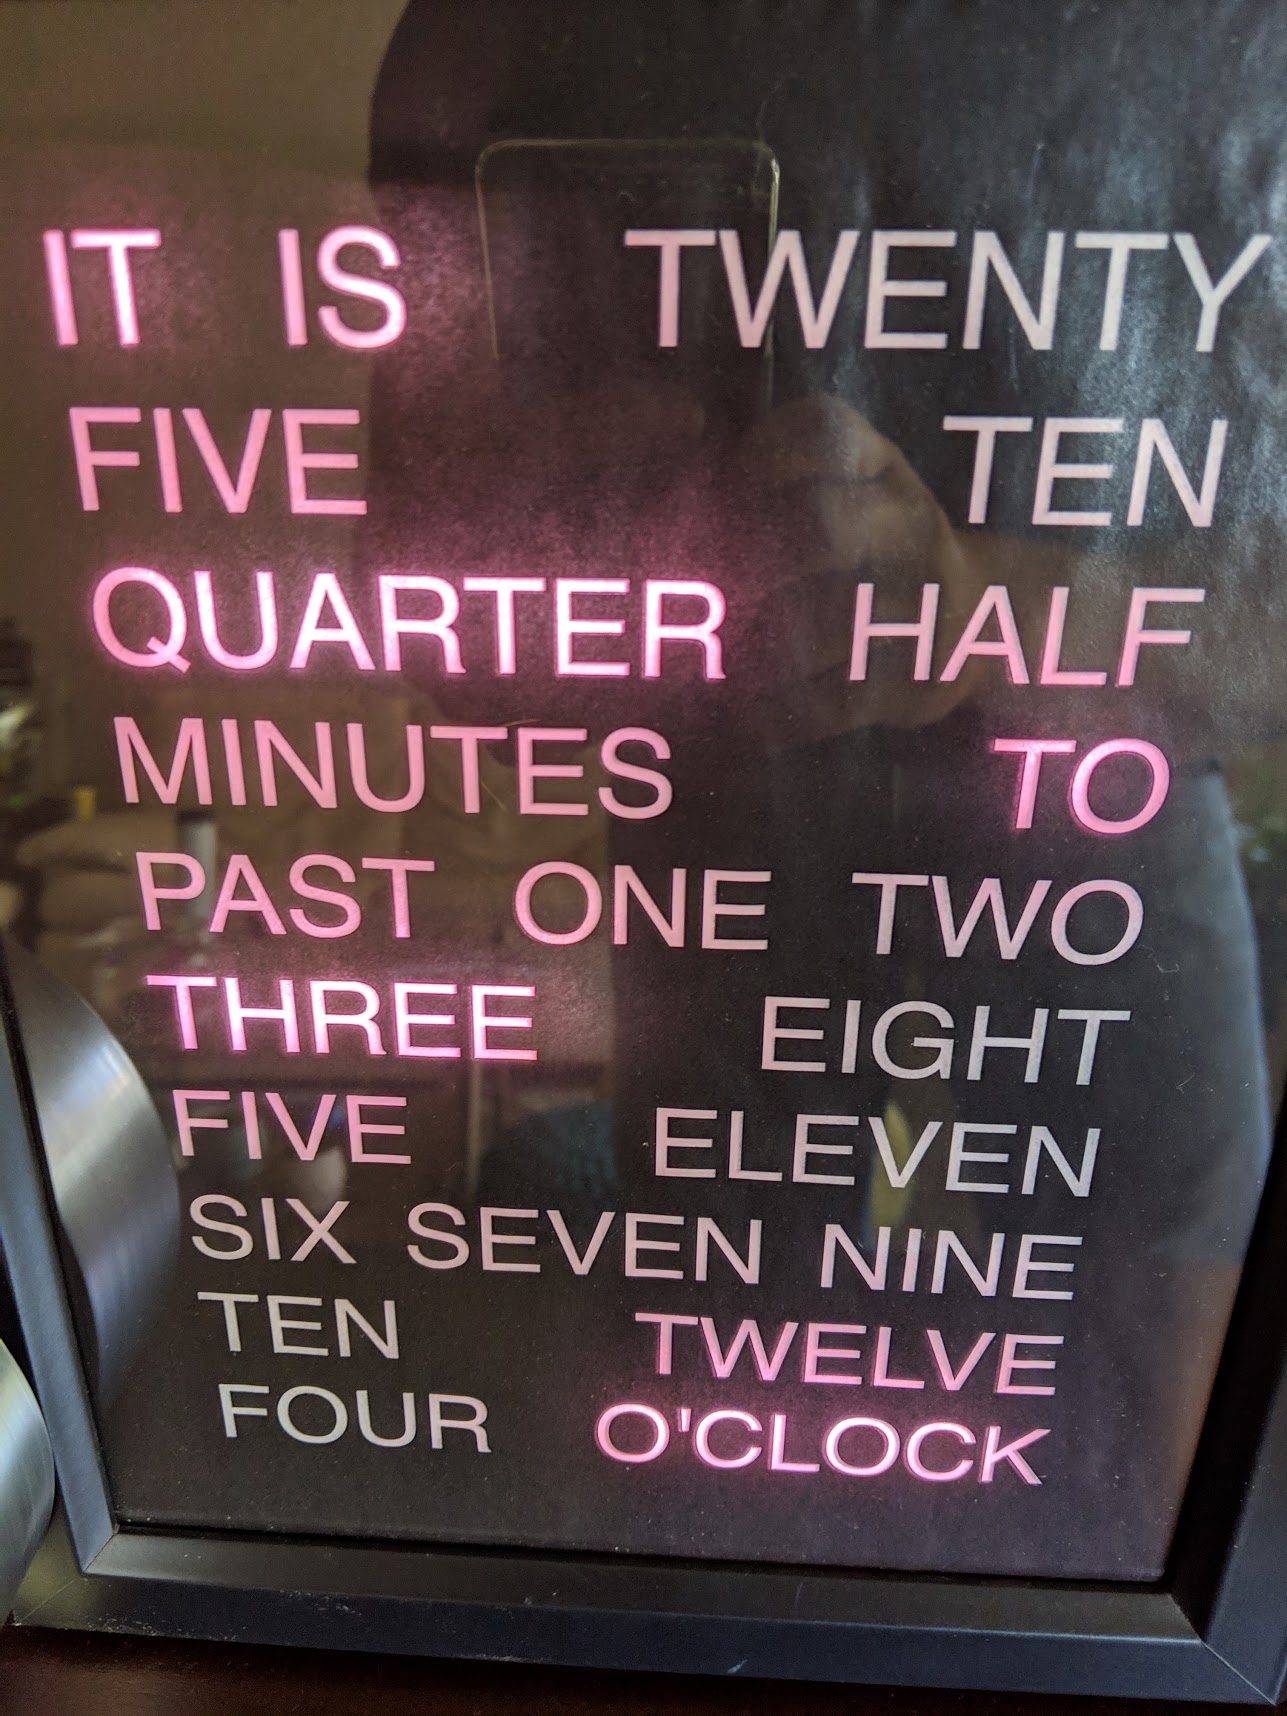 IT IS TWENTY
FIVE TEN
QUARTER HALF
MINUTES TO
PAST ONE TWO
THREE EIGHT
FIVE ELEVEN
SIX SEVEN NINE
TEN TWELVE
FOUR O'CLOCK